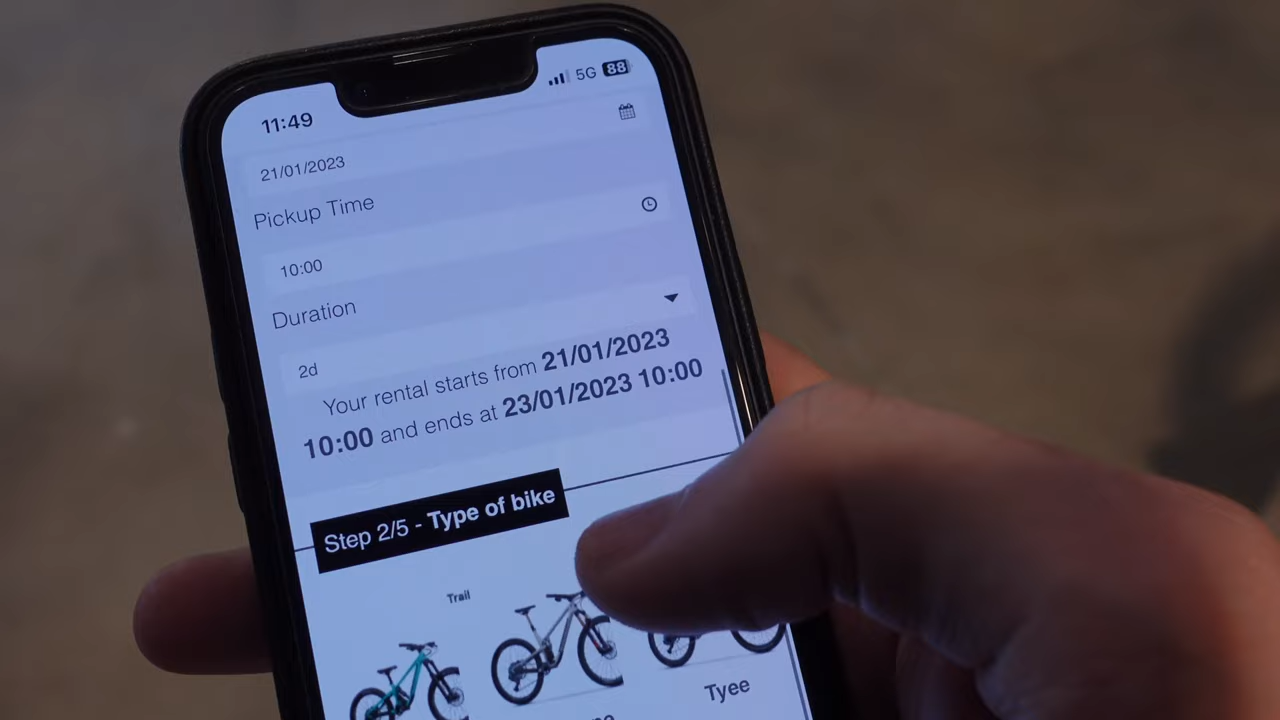 11:49
5G 88
21/01/2023
Pickup Time
10:00
Duration
2d
Your rental starts from 21/01/2023
10:00 and ends at 23/01/2023 10:00
Step 2/5 - Type of bike
Trail
Tyee